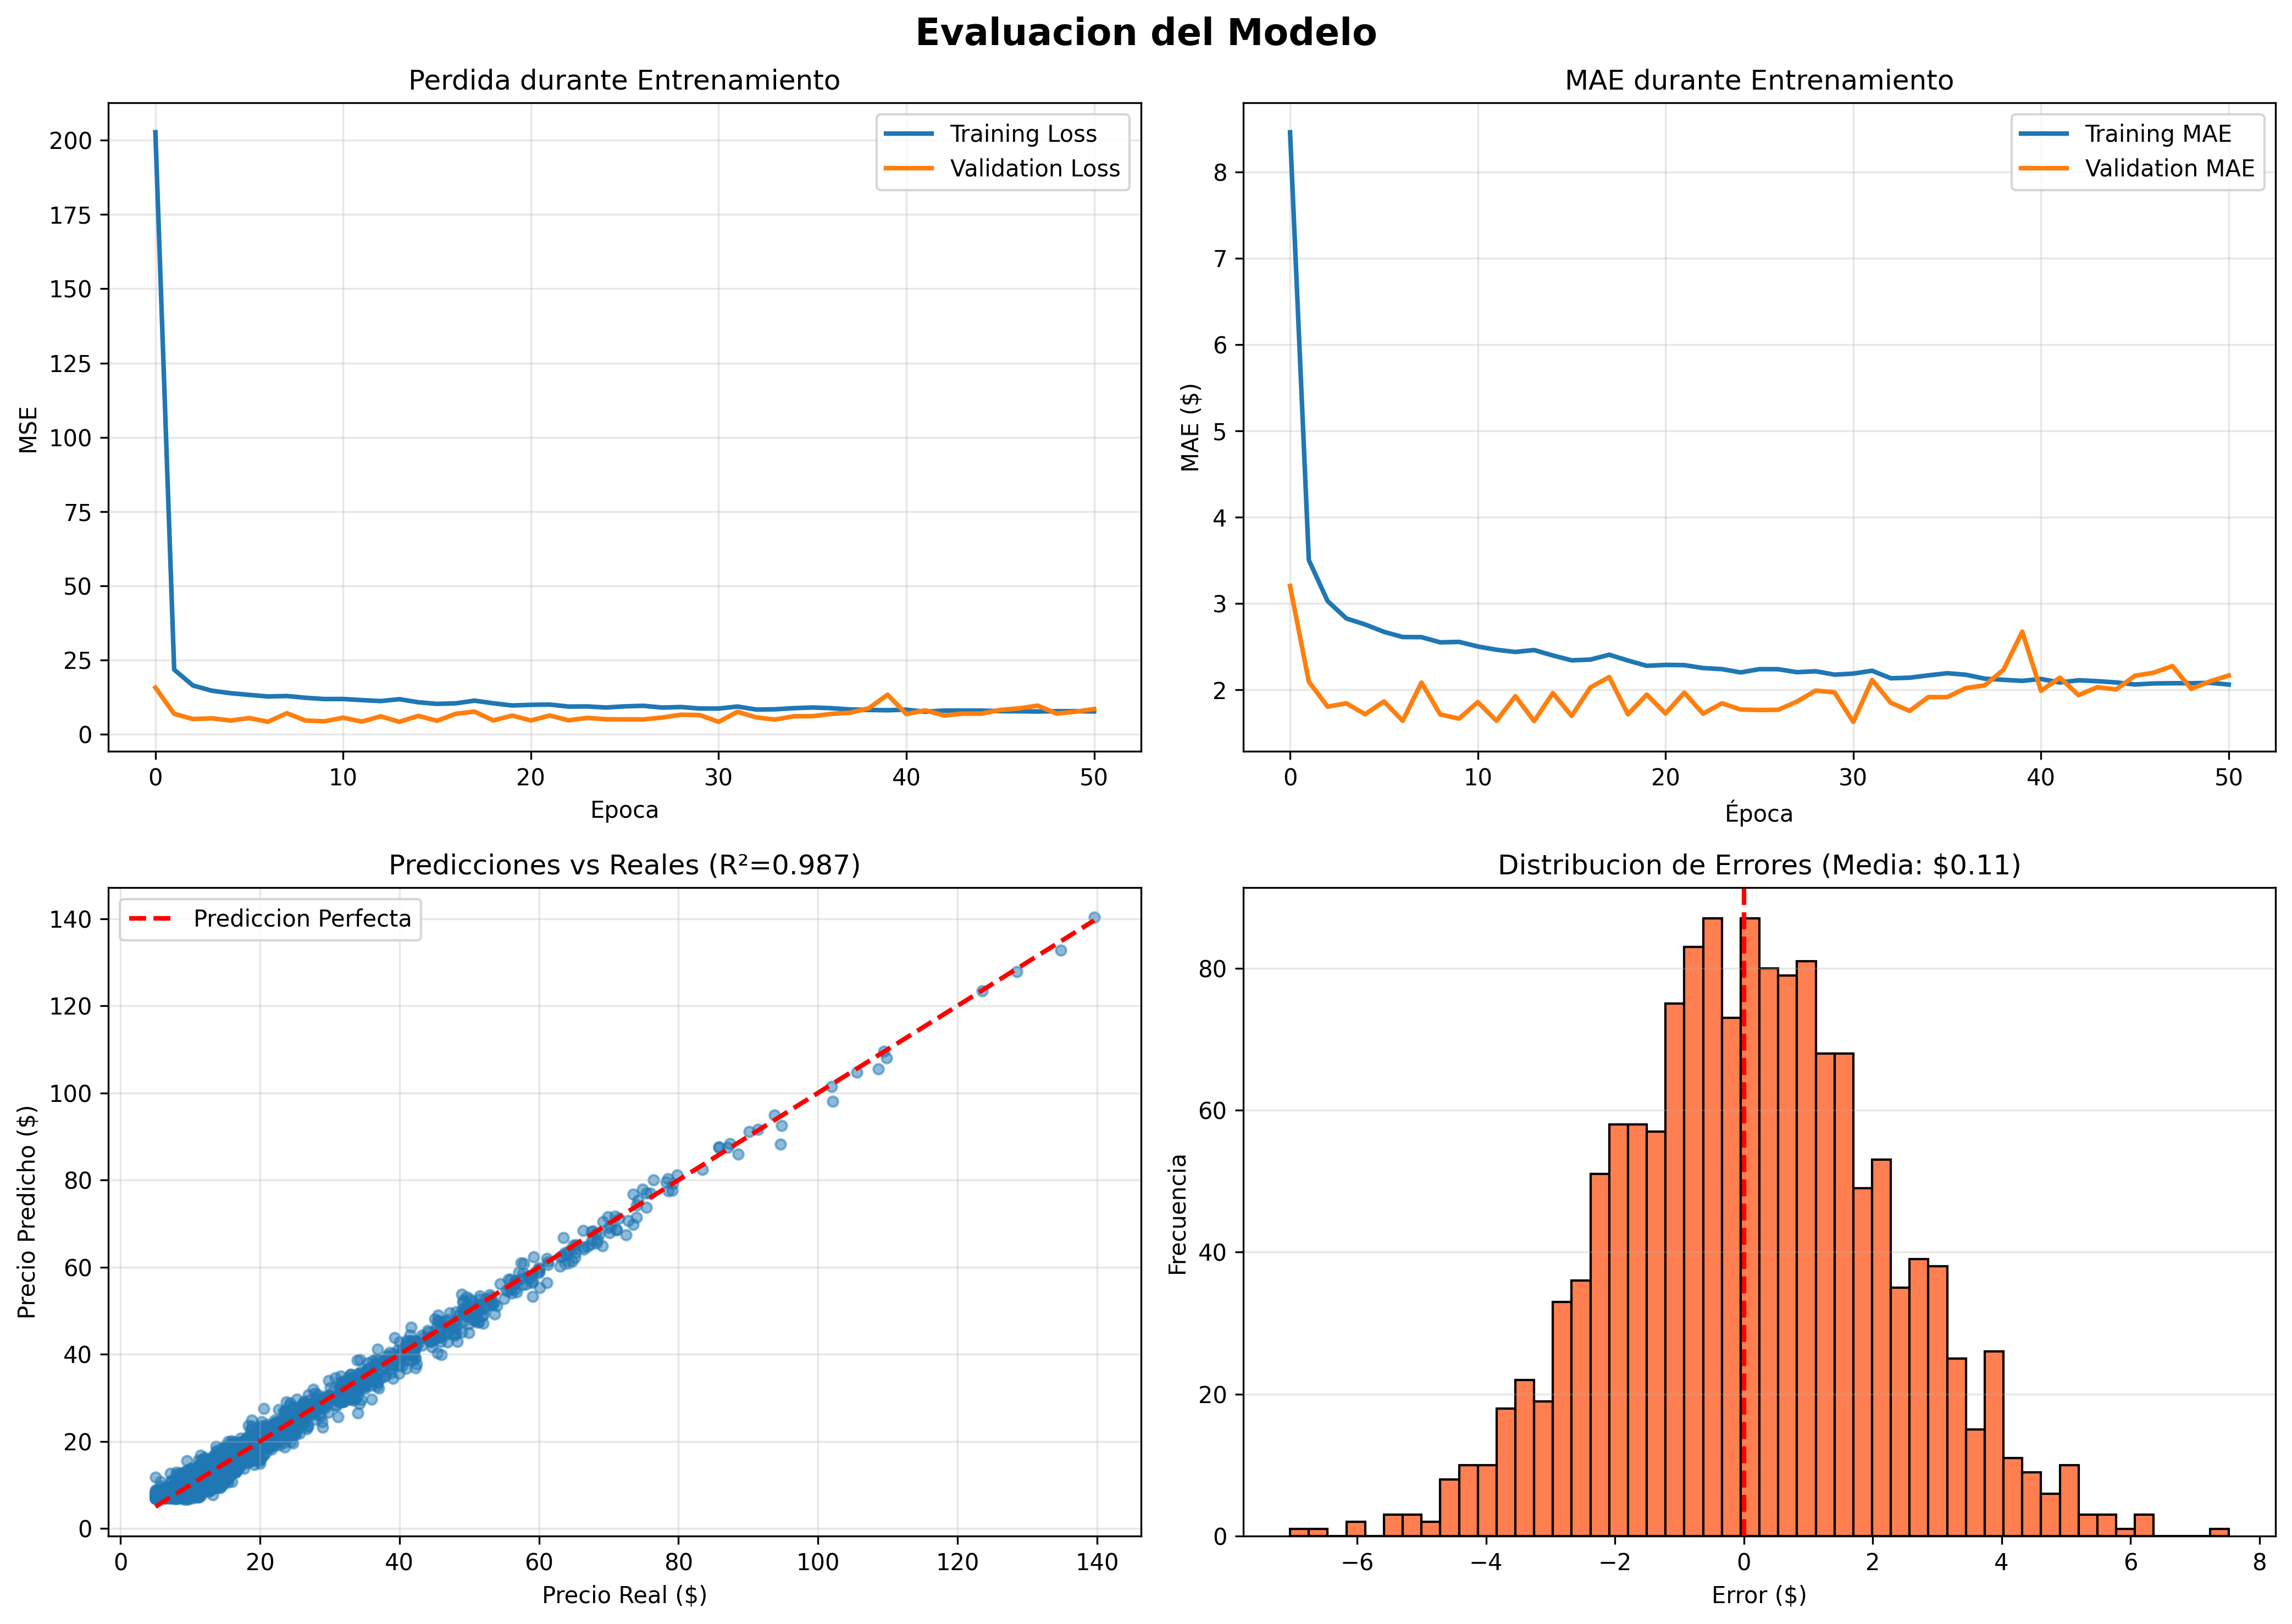 Evaluacion del Modelo
Perdida durante Entrenamiento
200
175
150
125
100
75
50
25
0
MSE
Training Loss
Validation Loss
0 10 20 30 40 50
Epoca
MAE durante Entrenamiento
8
7
6
5
4
3
2
MAE ($)
Training MAE
Validation MAE
0 10 20 30 40 50
Época
Predicciones vs Reales (R²=0.987)
140
120
100
80
60
40
20
0
Precio Predicho ($)
Prediccion Perfecta
0 20 40 60 80 100 120 140
Precio Real ($)
Distribucion de Errores (Media: $0.11)
80
60
40
20
0
Frecuencia
−6 −4 −2 0 2 4 6 8
Error ($)